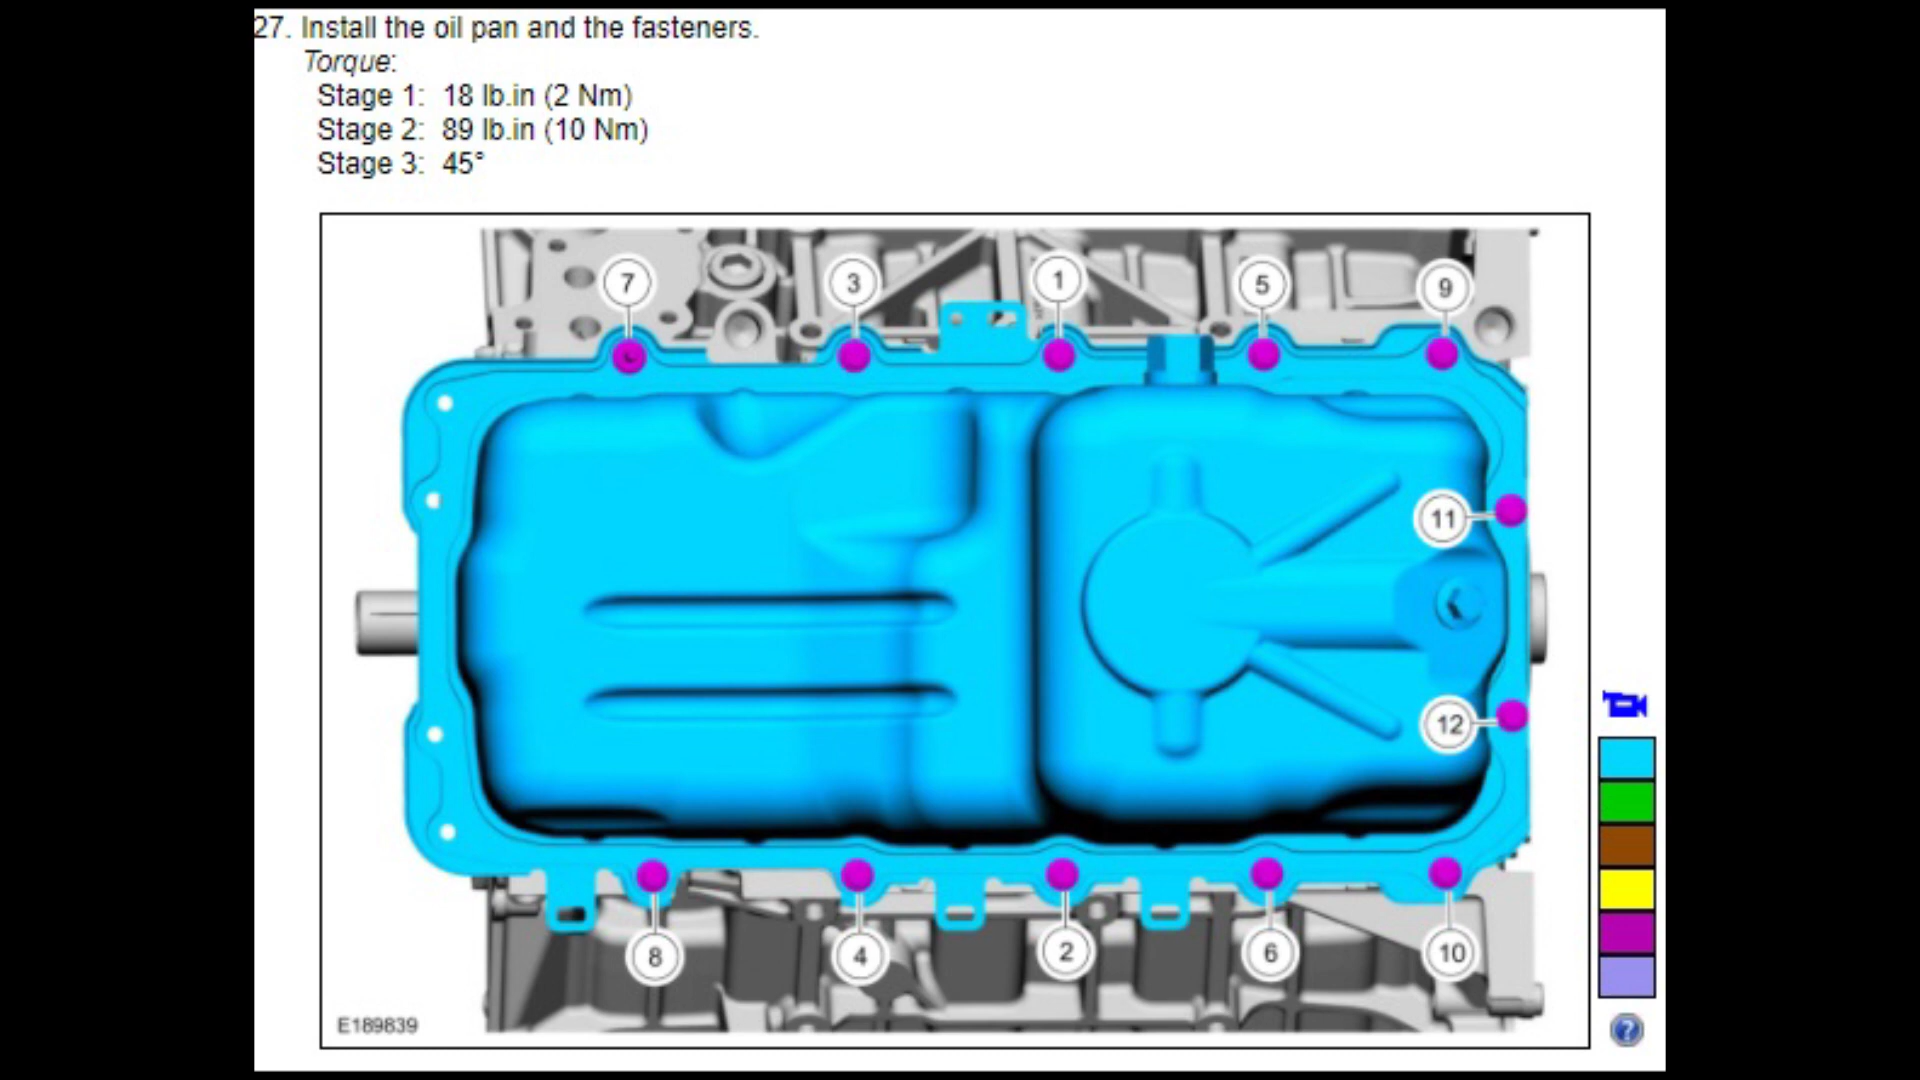 27. Install the oil pan and the fasteners.
Torque:
Stage 1: 18 lb.in (2 Nm)
Stage 2: 89 lb.in (10 Nm)
Stage 3: 45°
7
3
1
5
9
11
12
8
4
2
6
10
E189839
?